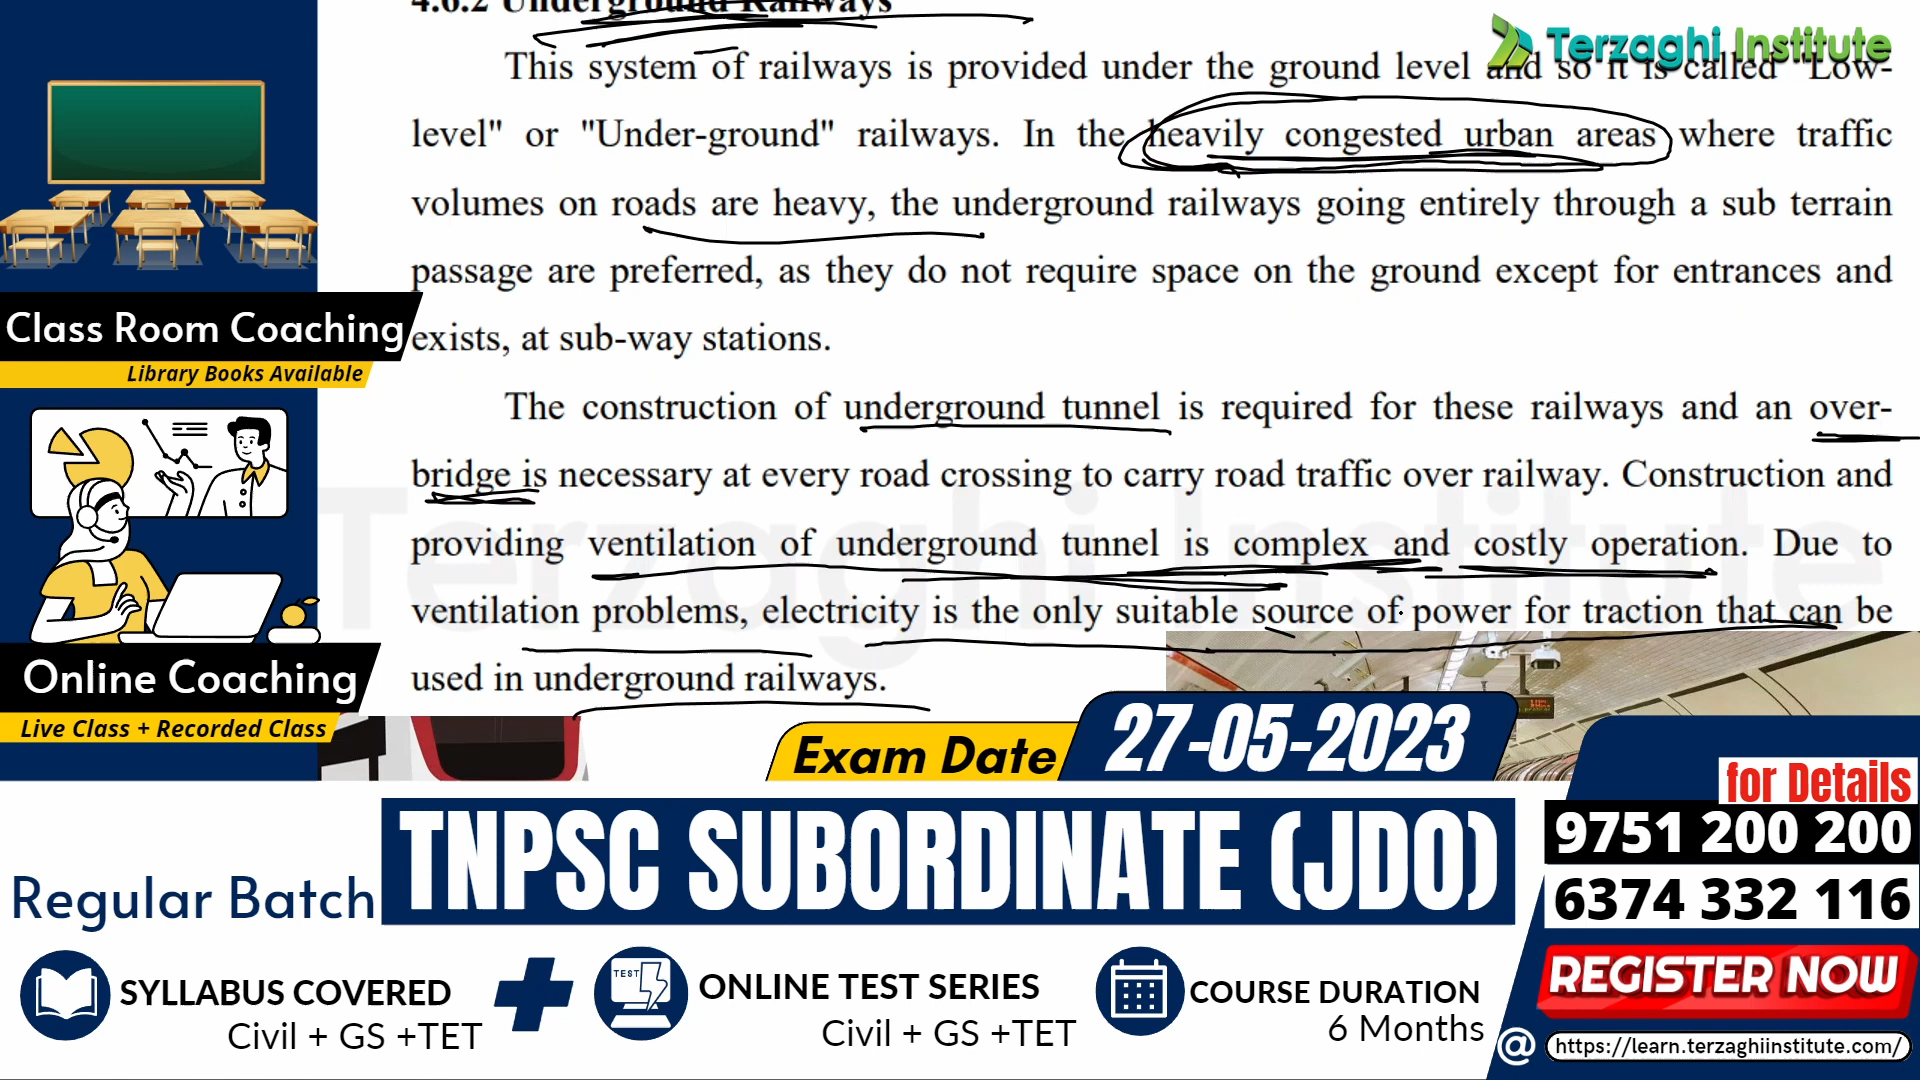 4.6.2 Underground Railways
Terzaghi Institute
This system of railways is provided under the ground level and so it is called "Low-
level" or "Under-ground" railways. In the heavily congested urban areas where traffic
volumes on roads are heavy, the underground railways going entirely through a sub terrain
passage are preferred, as they do not require space on the ground except for entrances and
exists, at sub-way stations.
The construction of underground tunnel is required for these railways and an over-
bridge is necessary at every road crossing to carry road traffic over railway. Construction and
providing ventilation of underground tunnel is complex and costly operation. Due to
ventilation problems, electricity is the only suitable source of power for traction that can be
used in underground railways.
Terzaghi Institute
Class Room Coaching
Library Books Available
Online Coaching
Live Class + Recorded Class
Exam Date 27-05-2023
for Details
9751 200 200
6374 332 116
Regular Batch TNPSC SUBORDINATE (JDO)
SYLLABUS COVERED
Civil + GS +TET
TEST
ONLINE TEST SERIES
Civil + GS +TET
COURSE DURATION
6 Months
REGISTER NOW
@ https://learn.terzaghiinstitute.com/